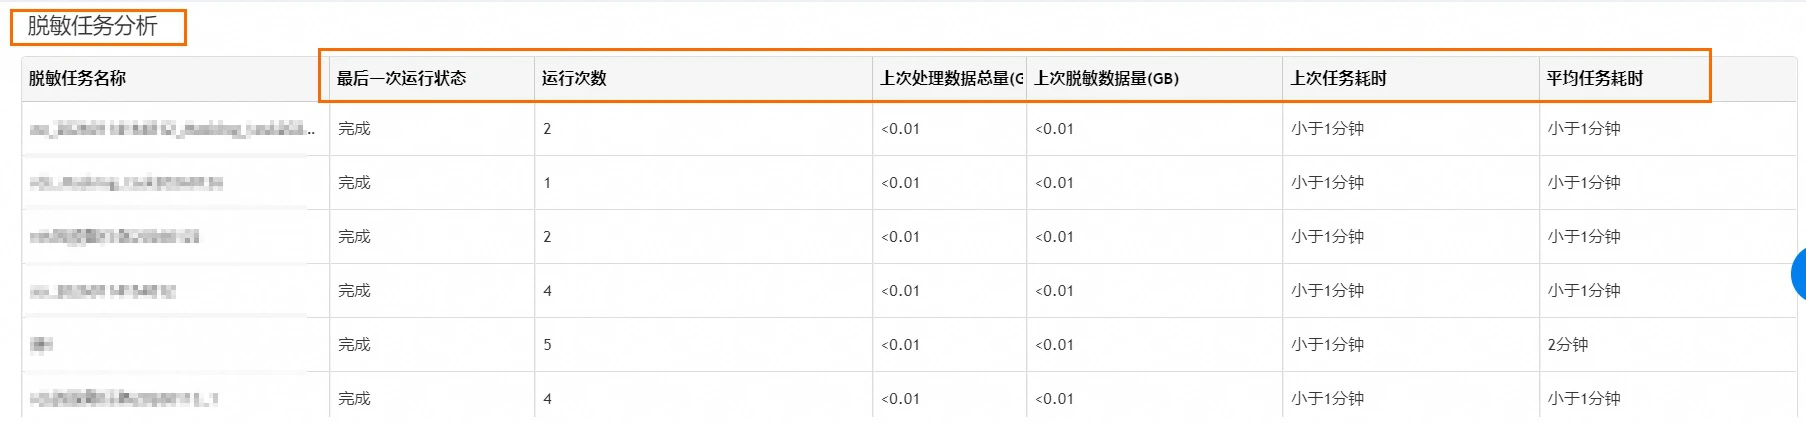 脱敏任务分析
脱敏任务名称 最后一次运行状态 运行次数 上次处理数据总量(G 上次脱敏数据量(GB) 上次任务耗时 平均任务耗时
完成 2 <0.01 <0.01 小于1分钟 小于1分钟
完成 1 <0.01 <0.01 小于1分钟 小于1分钟
完成 2 <0.01 <0.01 小于1分钟 小于1分钟
完成 4 <0.01 <0.01 小于1分钟 小于1分钟
完成 5 <0.01 <0.01 小于1分钟 2分钟
完成 4 <0.01 <0.01 小于1分钟 小于1分钟